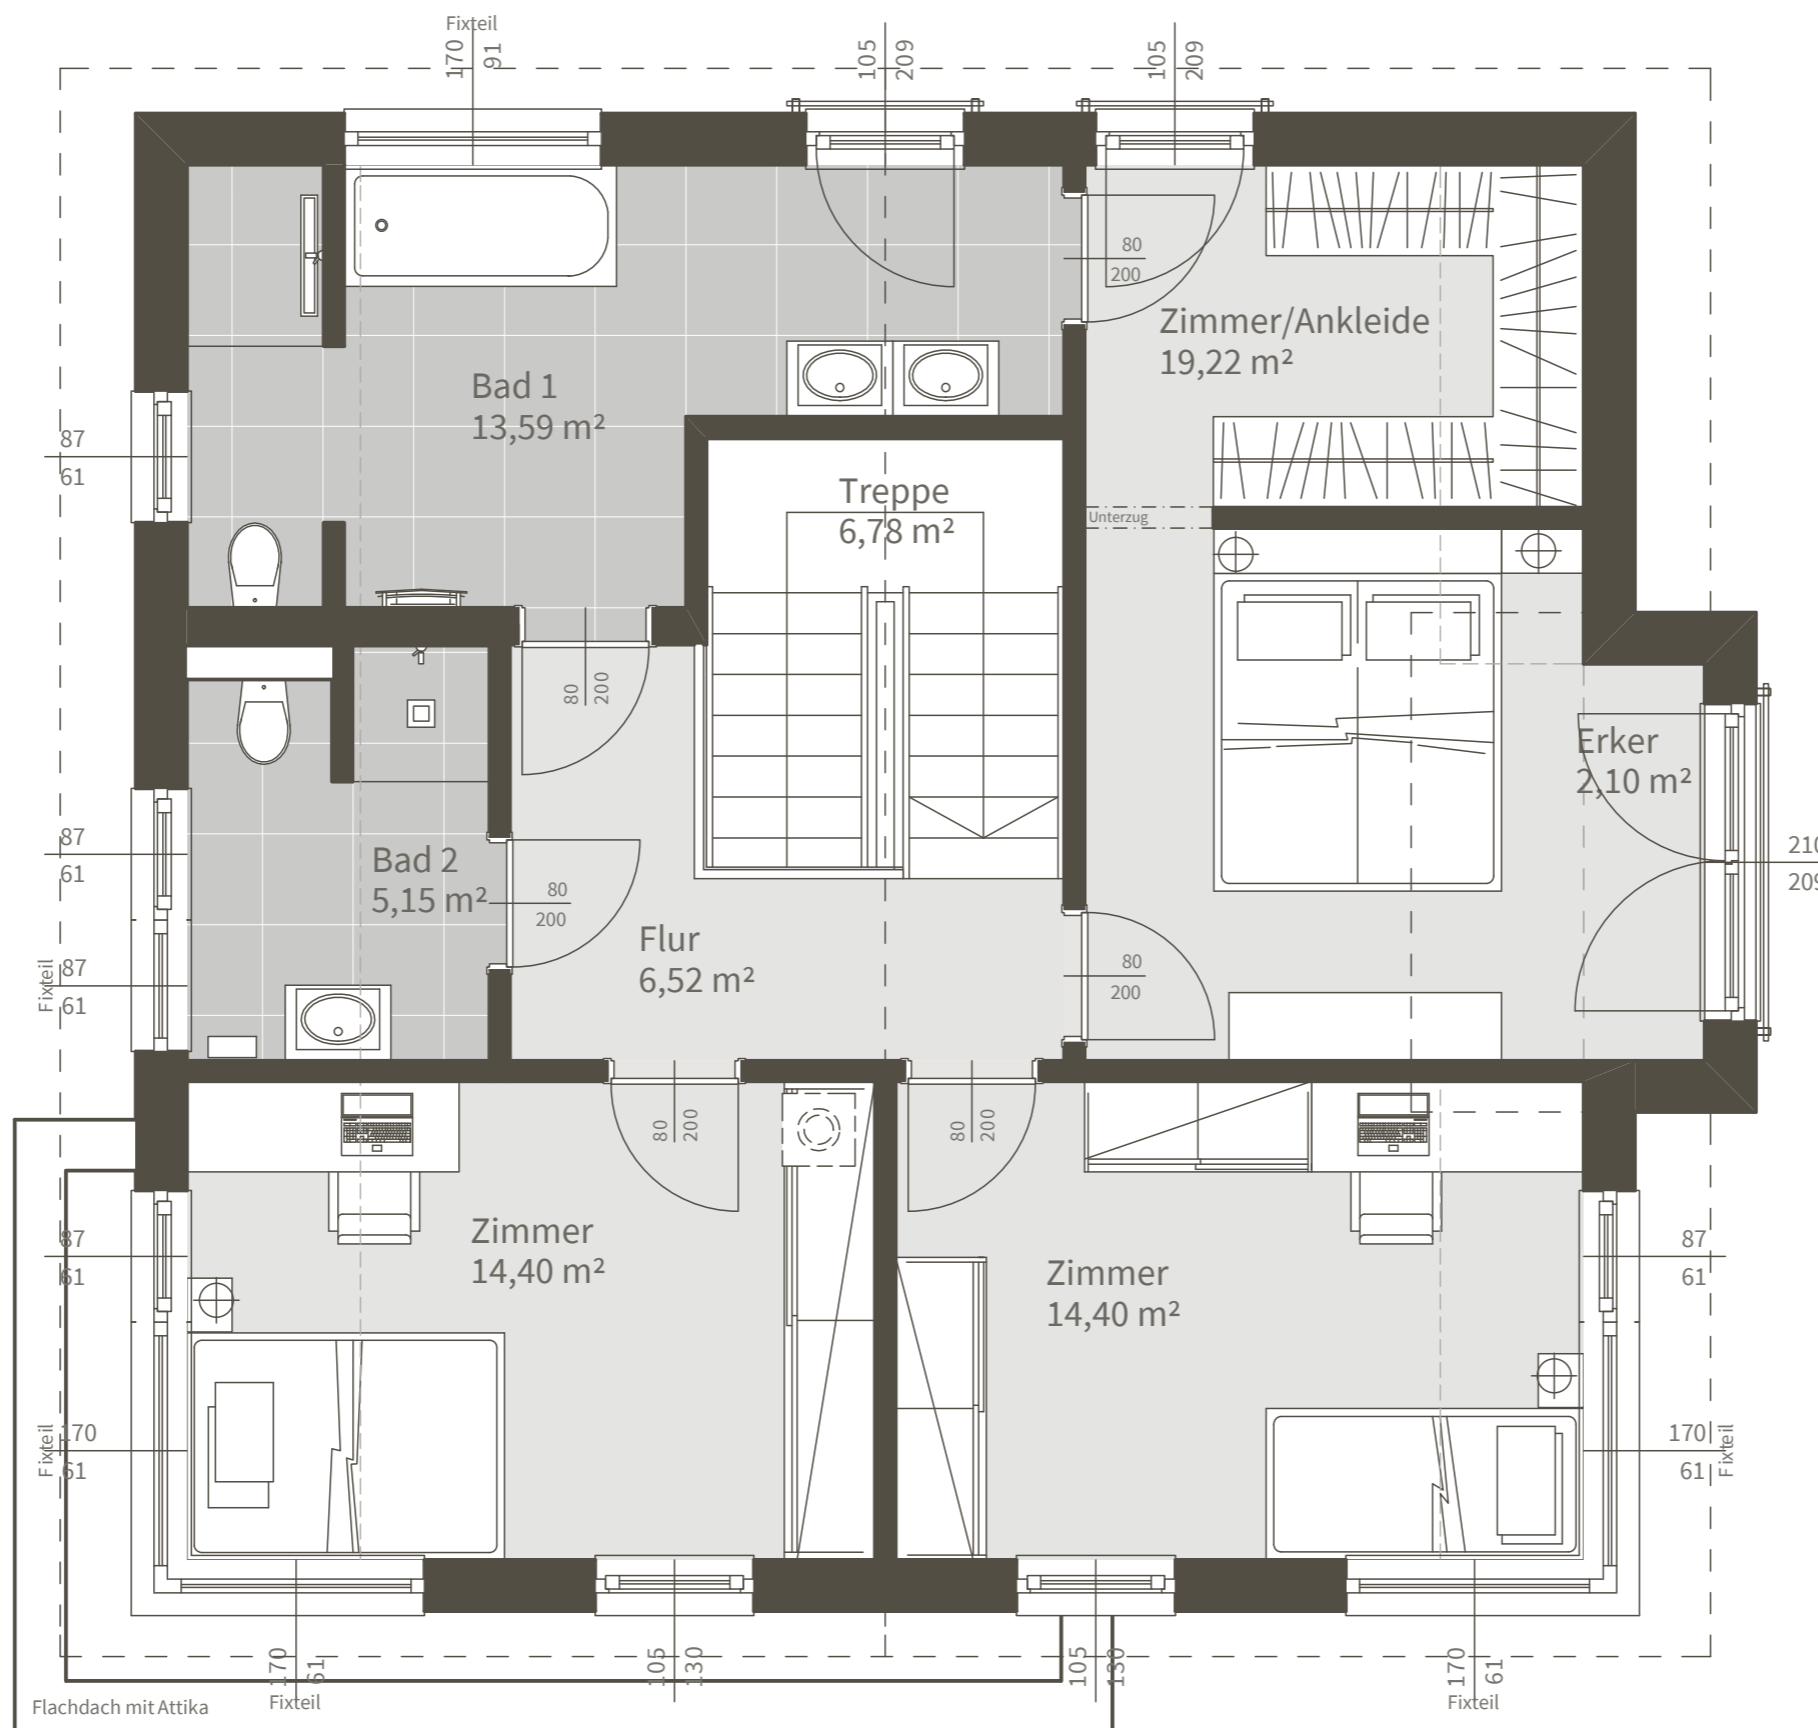 Fixteil
170
91
105
209
105
209
80
200
Zimmer/Ankleide
19,22 m²
Bad 1
13,59 m²
87
61
Treppe
6,78 m²
Unterzug
80
200
Erker
2,10 m²
87
61
Bad 2
5,15 m²
80
200
Flur
6,52 m²
80
200
Fixteil
87
61
80
200
80
200
Zimmer
14,40 m²
Zimmer
14,40 m²
87
61
87
61
Fixteil
170
61
170
61
Fixteil
170
61
Fixteil
105
130
105
130
170
61
Fixteil
Flachdach mit Attika